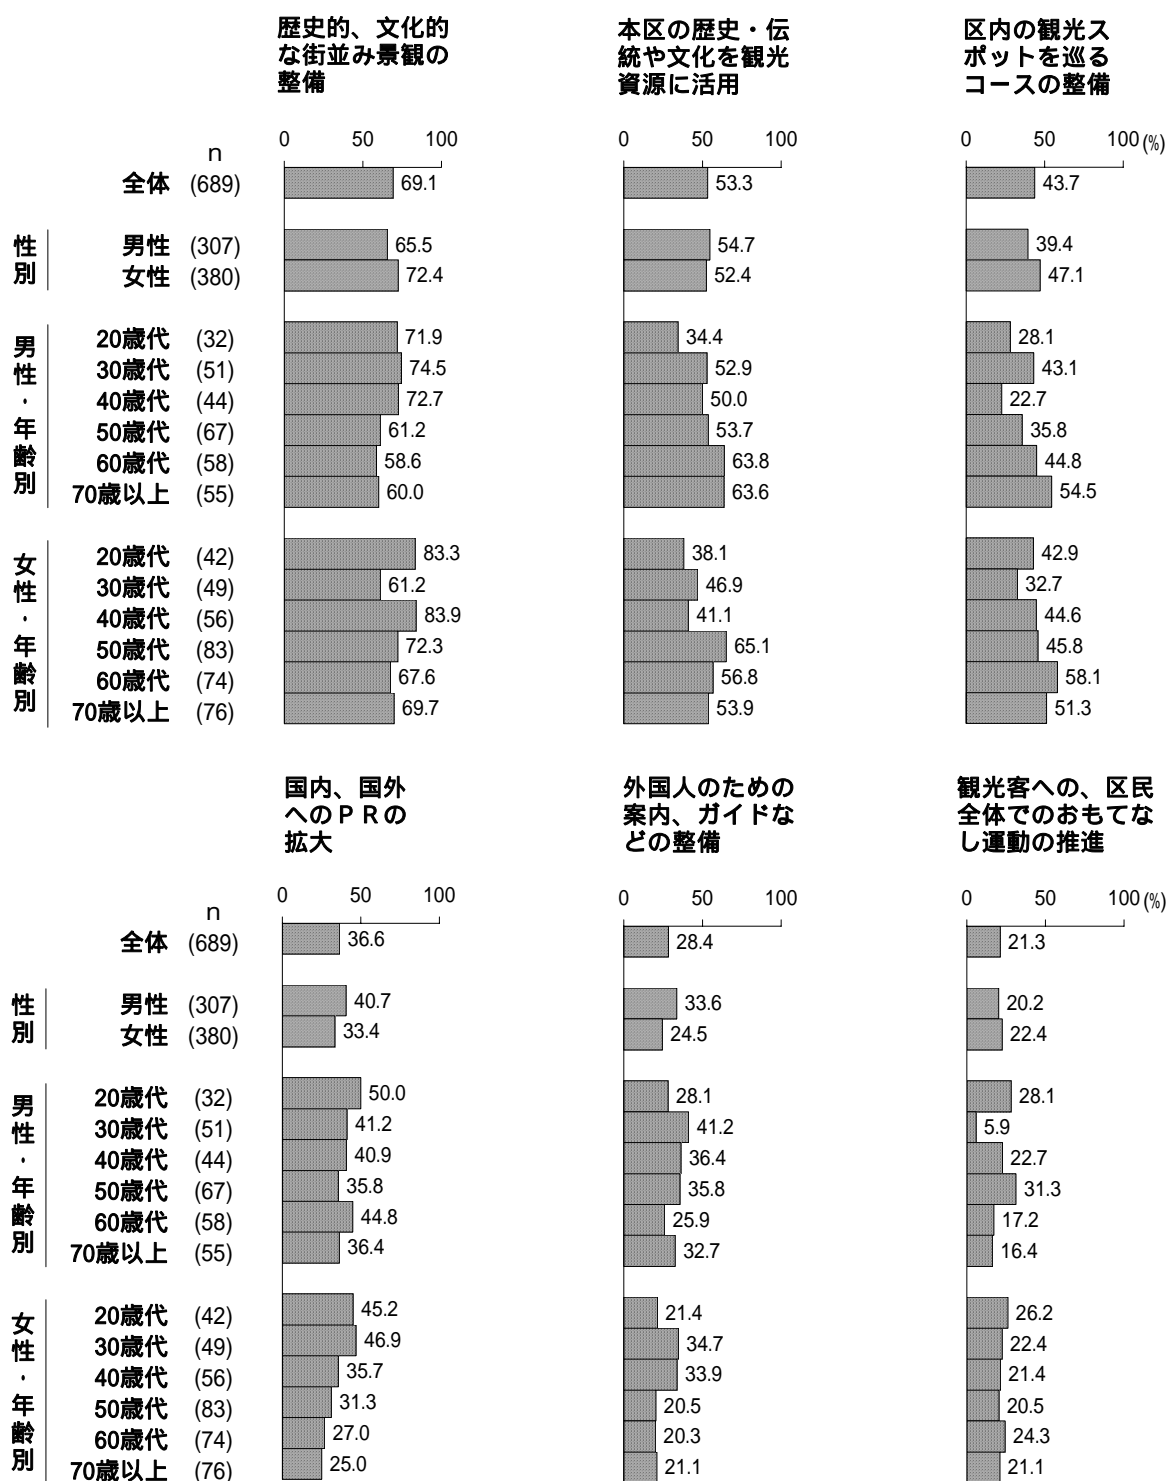 歴史的、文化的 本区の歴史・伝 区内の観光ス
な街並み景観の 統や文化を観光 ポットを巡る
整備 資源に活用 コースの整備
0 50 100 0 50 100 0 50 100 (%)
n
全体 (689) 69.1 53.3 43.7
性別
男性 (307) 65.5 54.7 39.4
女性 (380) 72.4 52.4 47.1
男性・年齢別
20歳代 (32) 71.9 34.4 28.1
30歳代 (51) 74.5 52.9 43.1
40歳代 (44) 72.7 50.0 22.7
50歳代 (67) 61.2 53.7 35.8
60歳代 (58) 58.6 63.8 44.8
70歳以上 (55) 60.0 63.6 54.5
女性・年齢別
20歳代 (42) 83.3 38.1 42.9
30歳代 (49) 61.2 46.9 32.7
40歳代 (56) 83.9 41.1 44.6
50歳代 (83) 72.3 65.1 45.8
60歳代 (74) 67.6 56.8 58.1
70歳以上 (76) 69.7 53.9 51.3
国内、国外 外国人のための 観光客への、区民
へのＰＲの 案内、ガイドな 全体でのおもてな
拡大 どの整備 し運動の推進
0 50 100 0 50 100 0 50 100 (%)
n
全体 (689) 36.6 28.4 21.3
性別
男性 (307) 40.7 33.6 20.2
女性 (380) 33.4 24.5 22.4
男性・年齢別
20歳代 (32) 50.0 28.1 28.1
30歳代 (51) 41.2 41.2 5.9
40歳代 (44) 40.9 36.4 22.7
50歳代 (67) 35.8 35.8 31.3
60歳代 (58) 44.8 25.9 17.2
70歳以上 (55) 36.4 32.7 16.4
女性・年齢別
20歳代 (42) 45.2 21.4 26.2
30歳代 (49) 46.9 34.7 22.4
40歳代 (56) 35.7 33.9 21.4
50歳代 (83) 31.3 20.5 20.5
60歳代 (74) 27.0 20.3 24.3
70歳以上 (76) 25.0 21.1 21.1